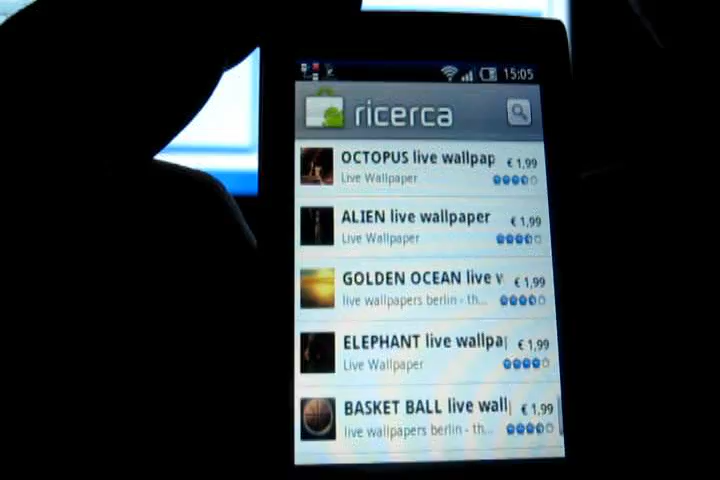 15:05
ricerca
OCTOPUS live wallpap € 1,99
Live Wallpaper
ALIEN live wallpaper € 1,99
Live Wallpaper
GOLDEN OCEAN live w € 1,99
live wallpapers berlin - th...
ELEPHANT live wallpa € 1,99
Live Wallpaper
BASKET BALL live wall € 1,99
live wallpapers berlin - th...